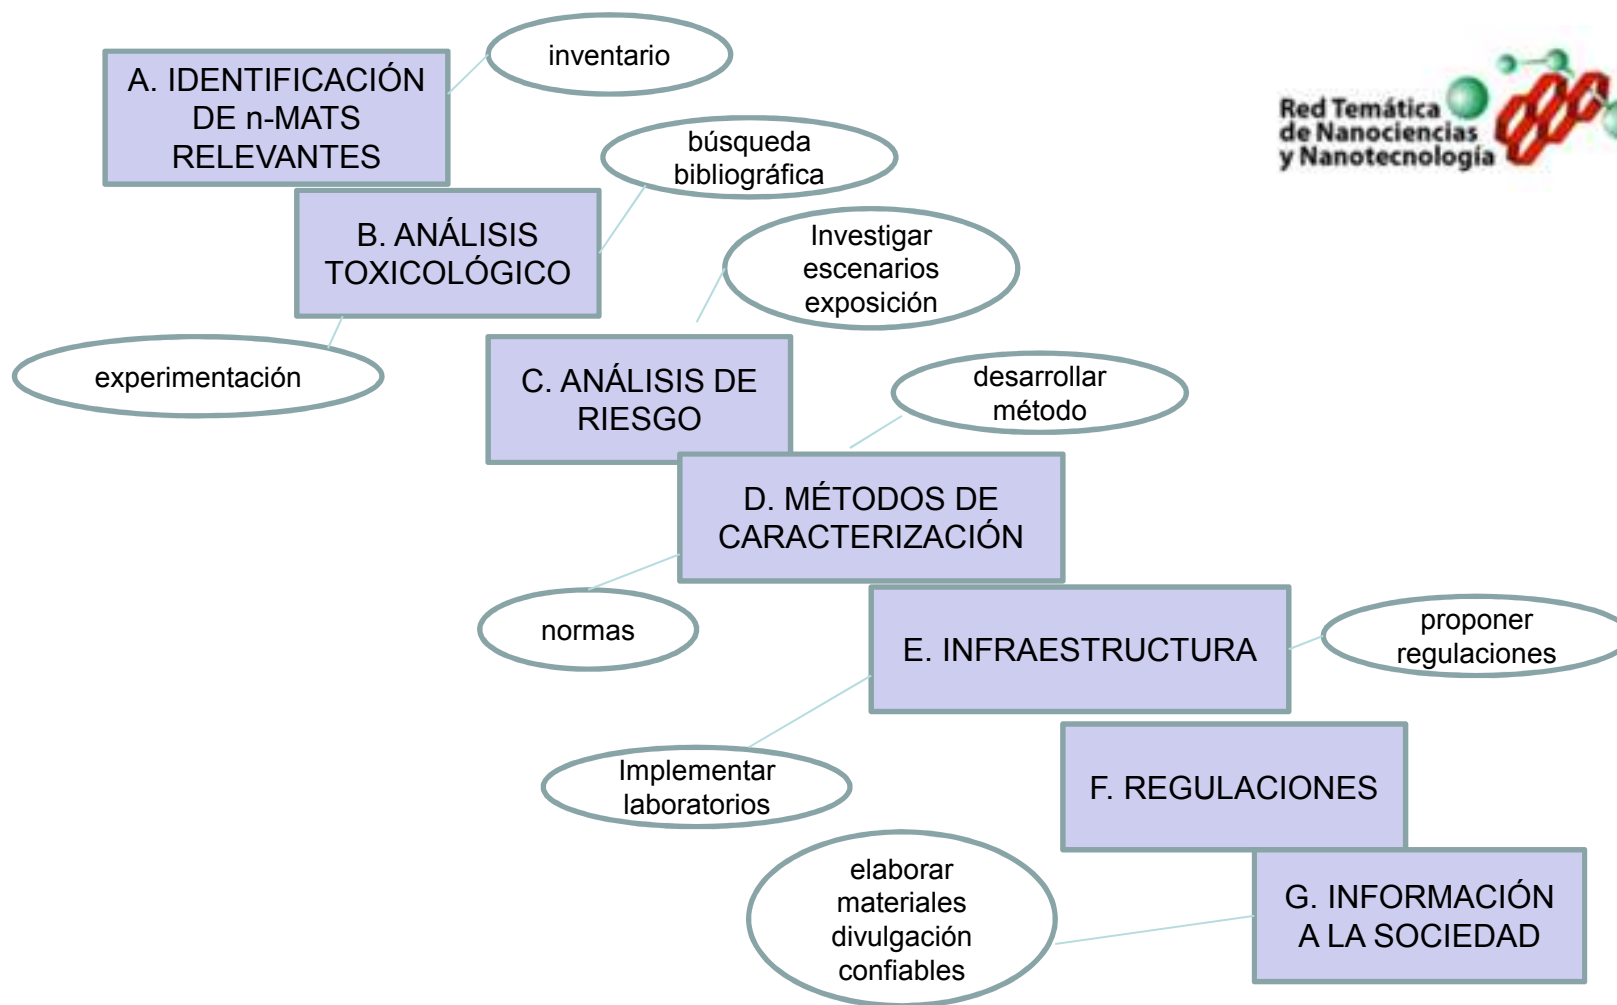 inventario
A. IDENTIFICACIÓN
DE n-MATS
RELEVANTES
Red Temática
de Nanociencias
y Nanotecnología
búsqueda
bibliográfica
B. ANÁLISIS
TOXICOLÓGICO
Investigar
escenarios
exposición
experimentación
C. ANÁLISIS DE
RIESGO
desarrollar
método
D. MÉTODOS DE
CARACTERIZACIÓN
normas
E. INFRAESTRUCTURA
proponer
regulaciones
Implementar
laboratorios
F. REGULACIONES
elaborar
materiales
divulgación
confiables
G. INFORMACIÓN
A LA SOCIEDAD